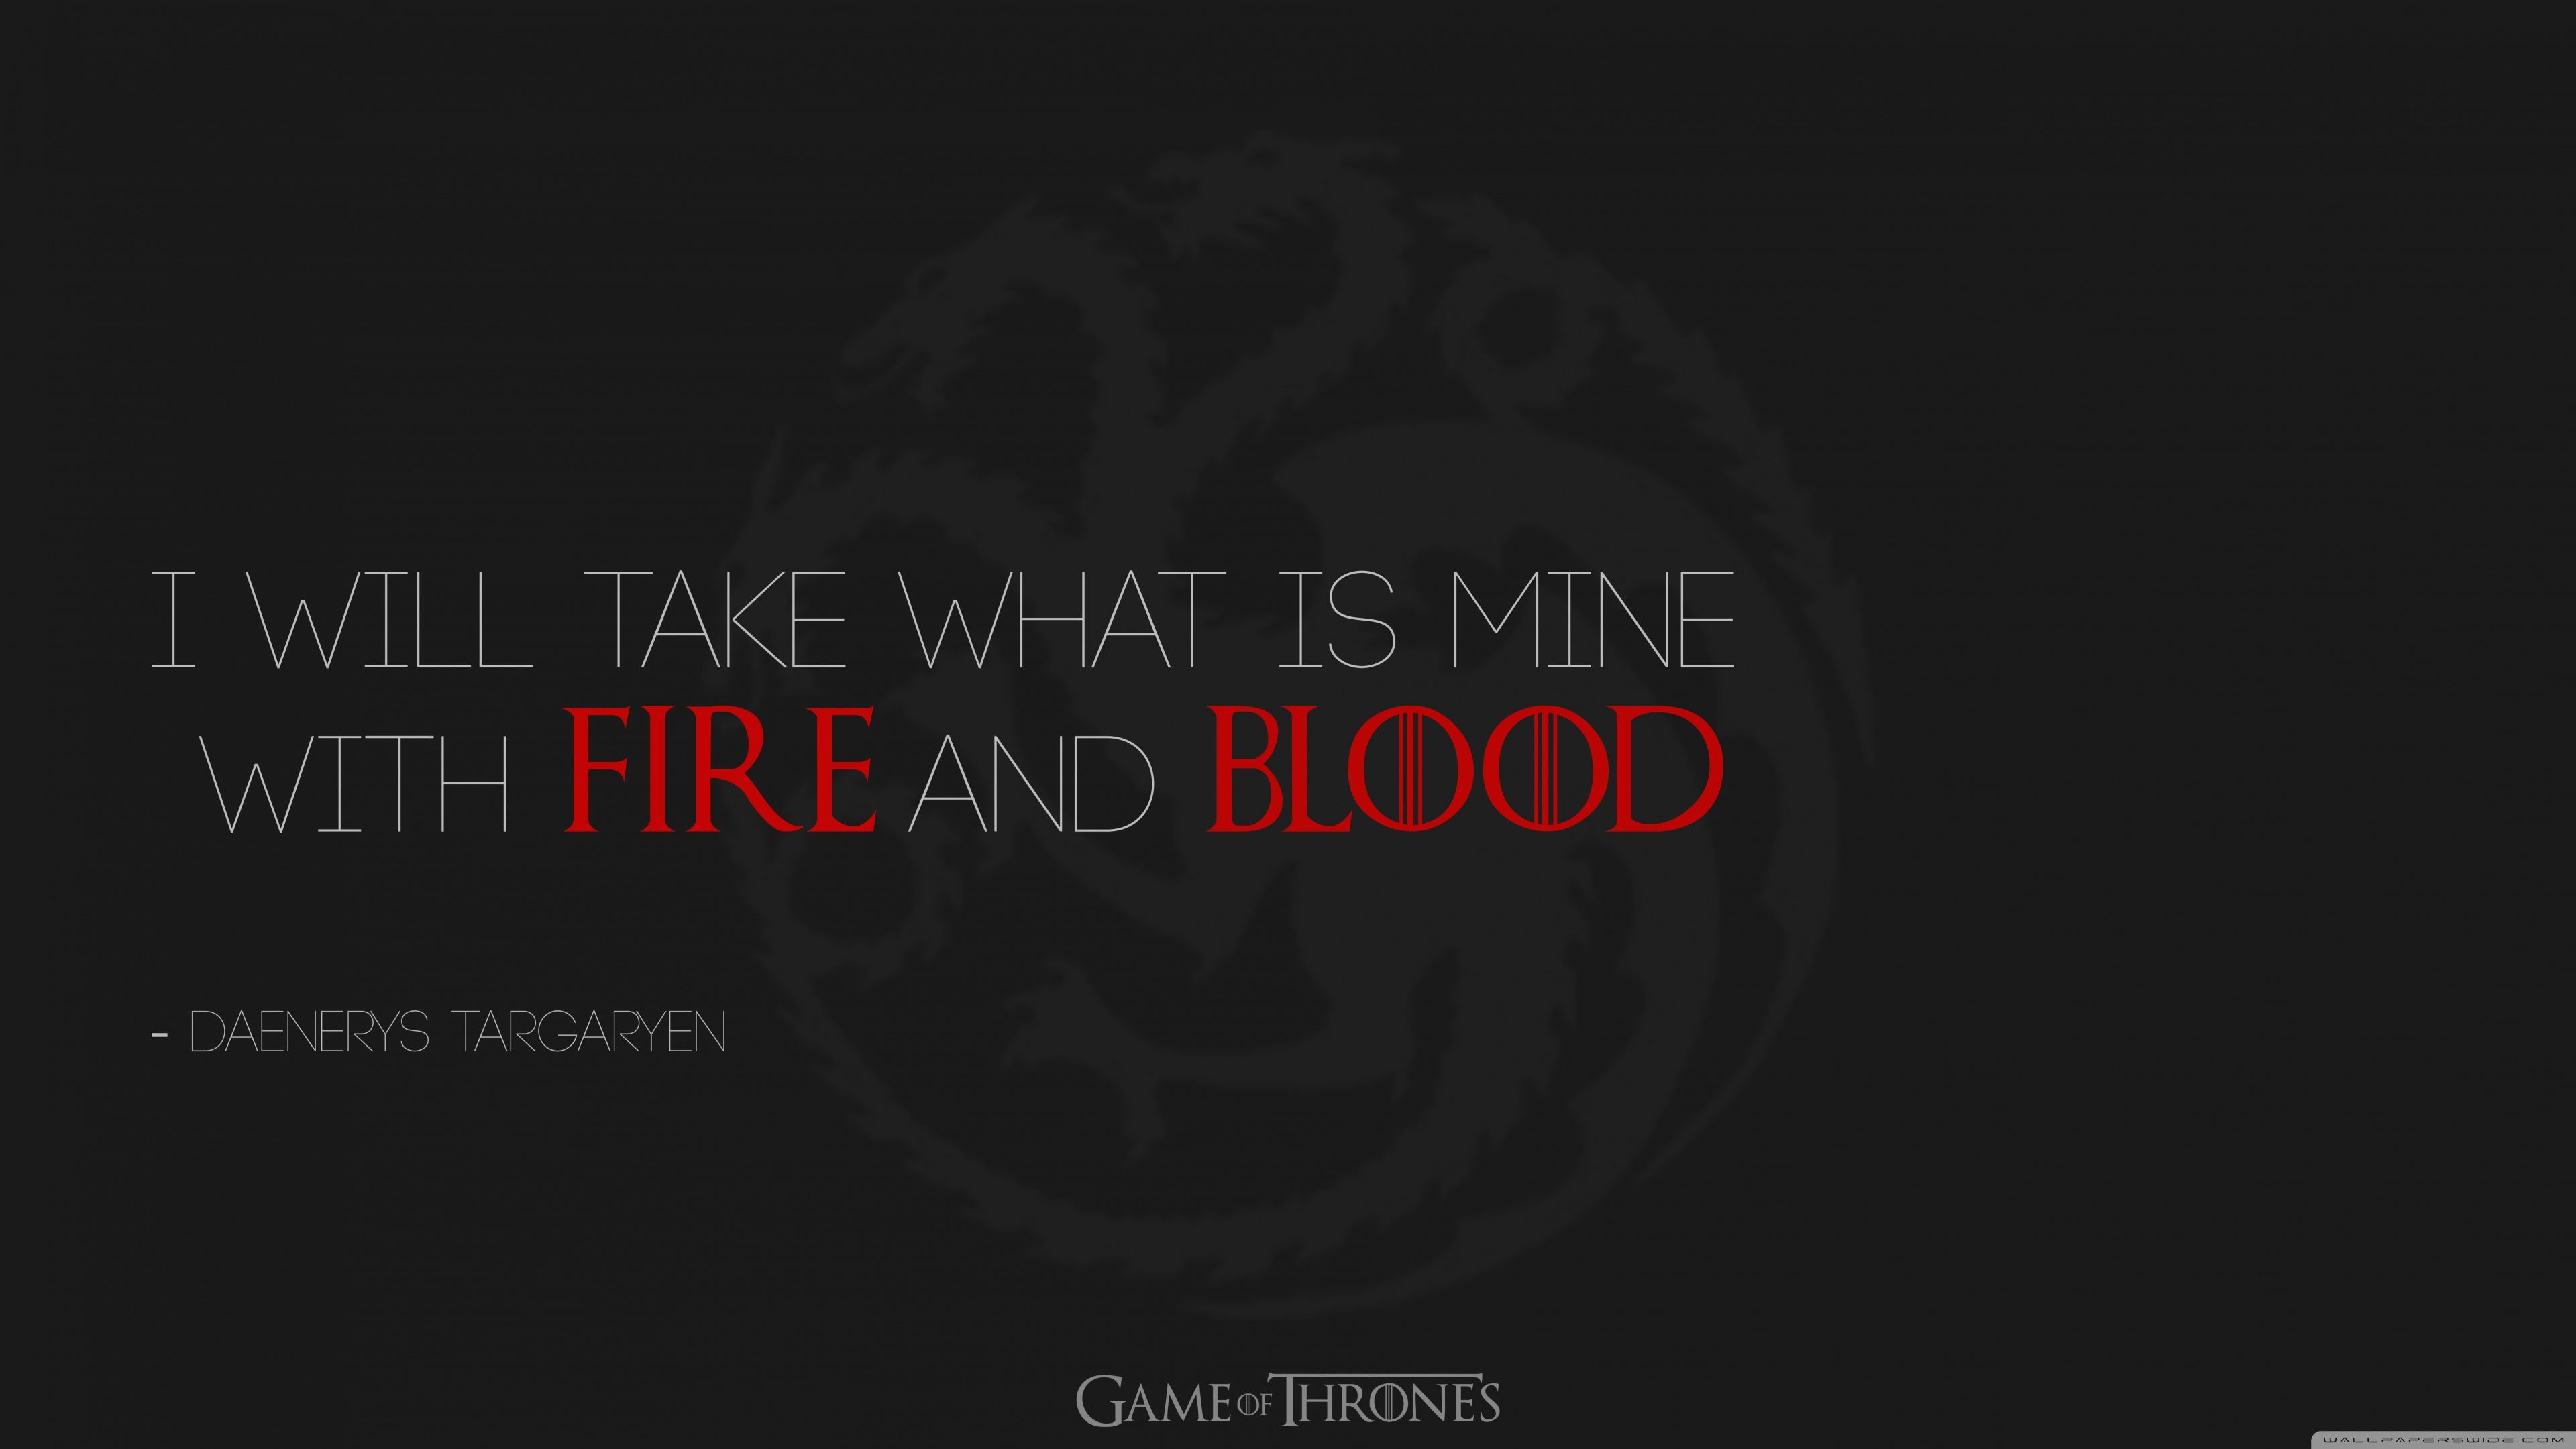 I WILL TAKE WHAT IS MINE
WITH FIRE AND BLOOD
- DAENERYS TARGARYEN
GAME OF THRONES
WALLPAPERSWIDE.COM